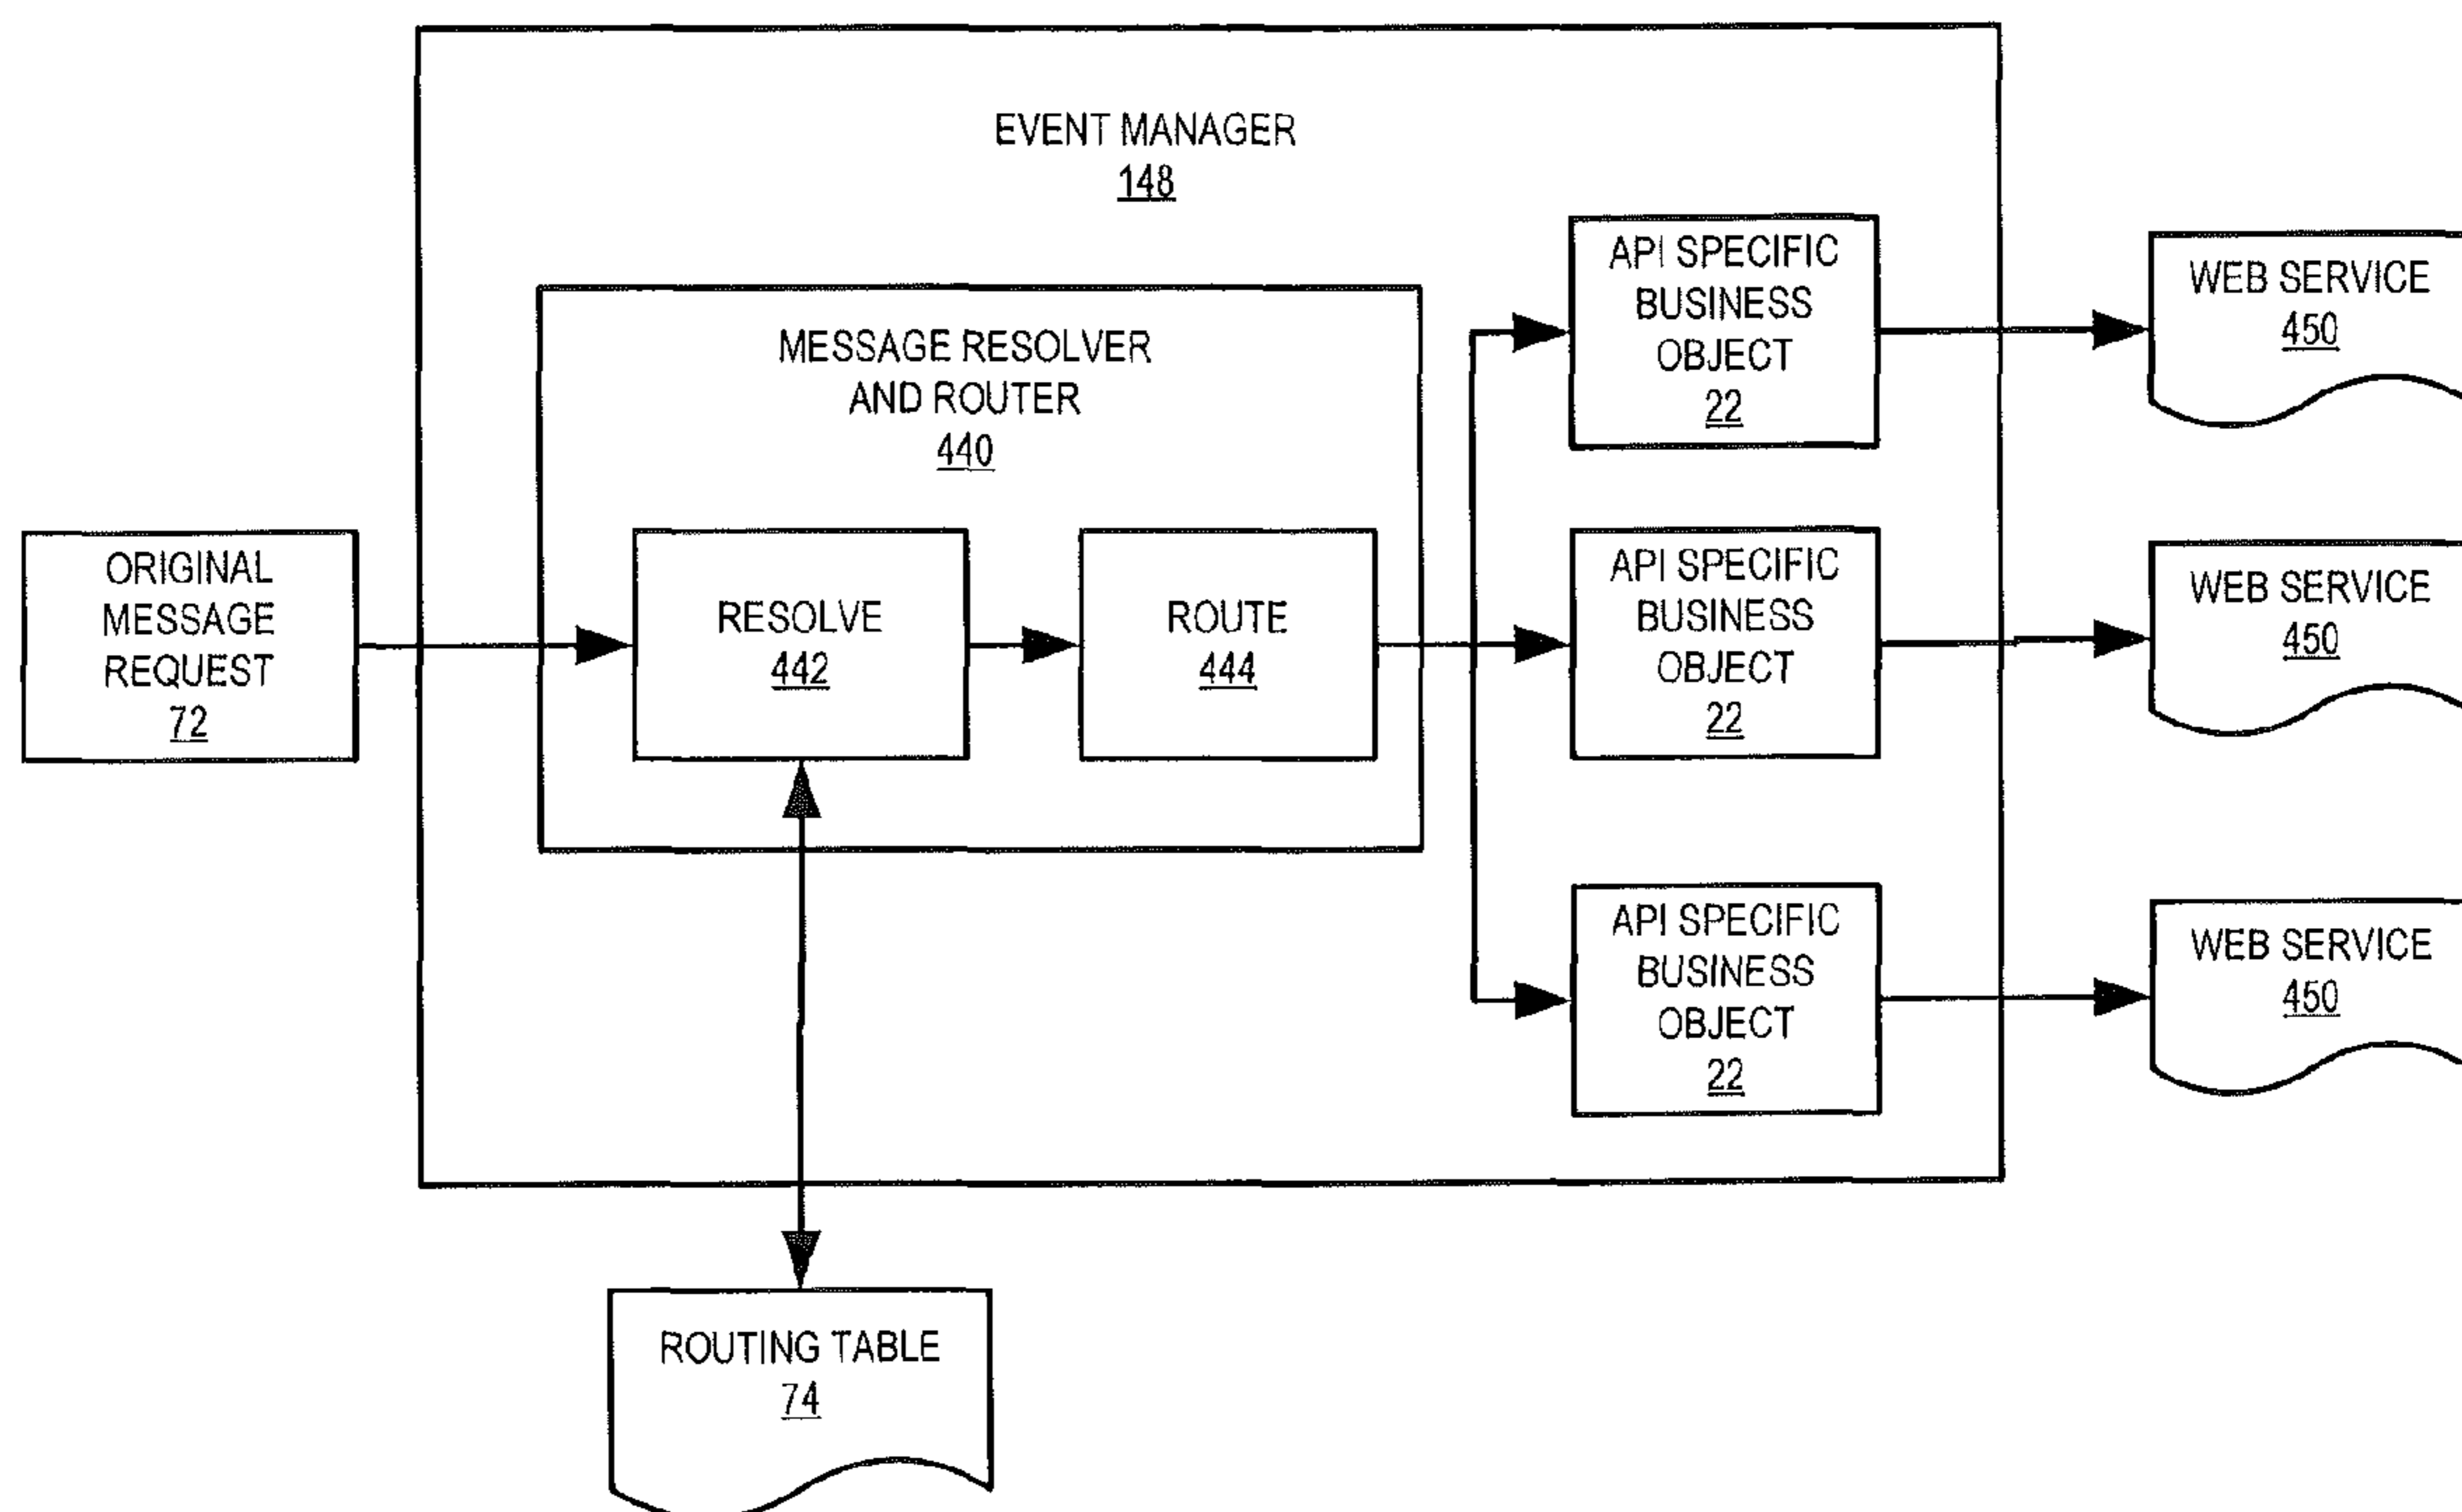 EVENT MANAGER
148
MESSAGE RESOLVER
AND ROUTER
440
ORIGINAL
MESSAGE
REQUEST
72
RESOLVE
442
ROUTE
444
API SPECIFIC
BUSINESS
OBJECT
22
API SPECIFIC
BUSINESS
OBJECT
22
API SPECIFIC
BUSINESS
OBJECT
22
WEB SERVICE
450
WEB SERVICE
450
WEB SERVICE
450
ROUTING TABLE
74